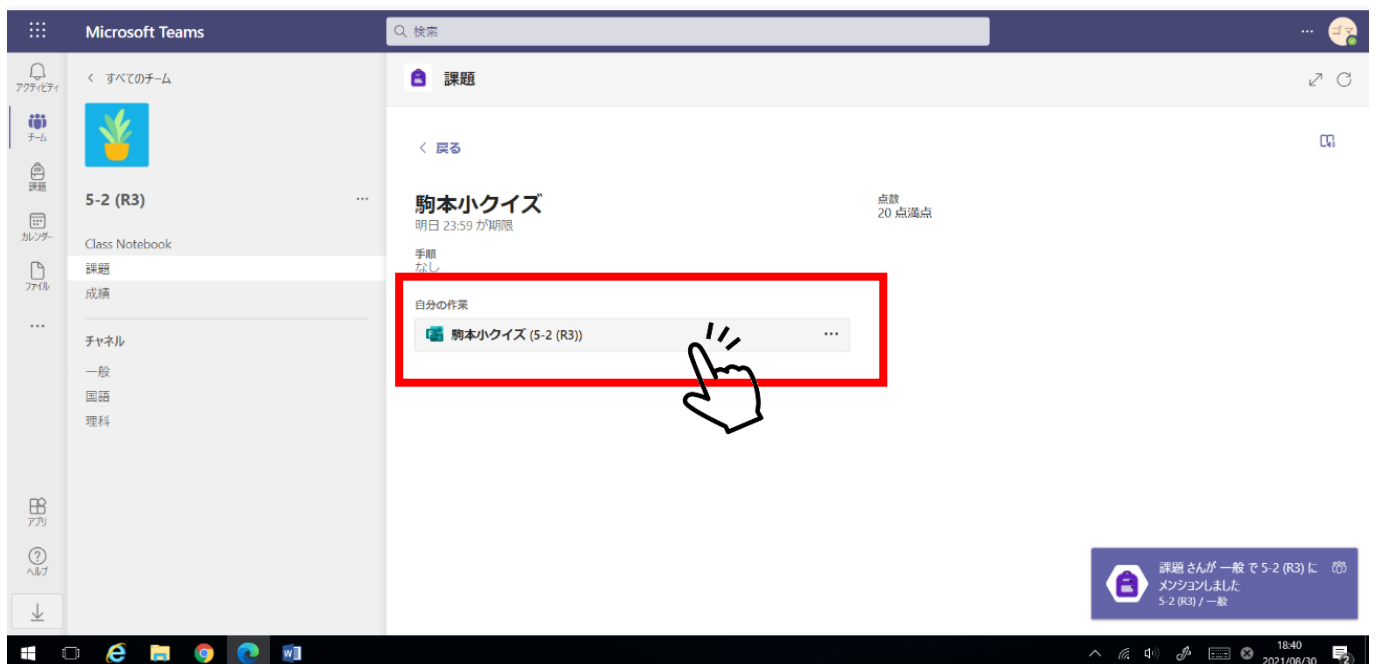 Microsoft Teams
検索
ゴマ
アクティビティ
チーム
課題
カレンダー
ファイル
アプリ
ヘルプ
すべてのチーム
5-2 (R3)
Class Notebook
課題
成績
チャネル
一般
国語
理科
課題
戻る
駒本小クイズ
明日 23:59 が期限
手順
なし
点数
20 点満点
自分の作業
駒本小クイズ (5-2 (R3))
課題 さんが 一般 で 5-2 (R3) に
メンションしました
5-2 (R3) / 一般
18:40
2021/08/30
2